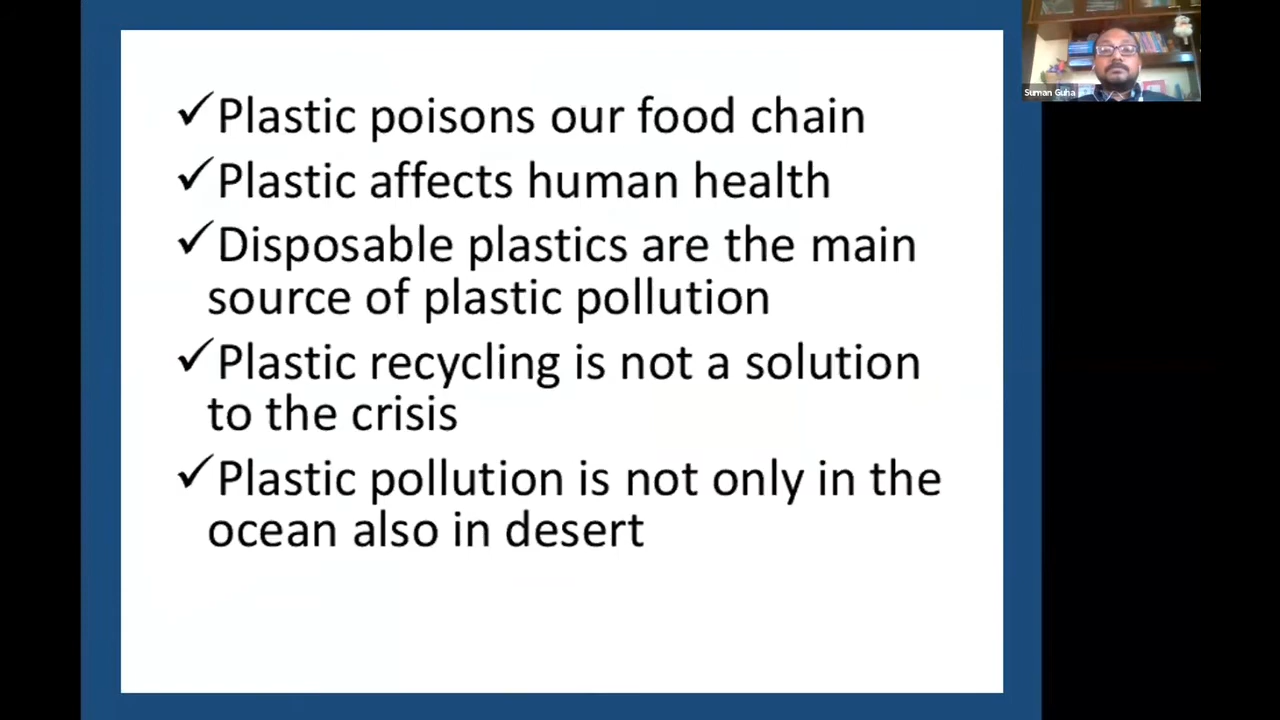 ✓Plastic poisons our food chain
✓Plastic affects human health
✓Disposable plastics are the main
source of plastic pollution
✓Plastic recycling is not a solution
to the crisis
✓Plastic pollution is not only in the
ocean also in desert
Suman Guha